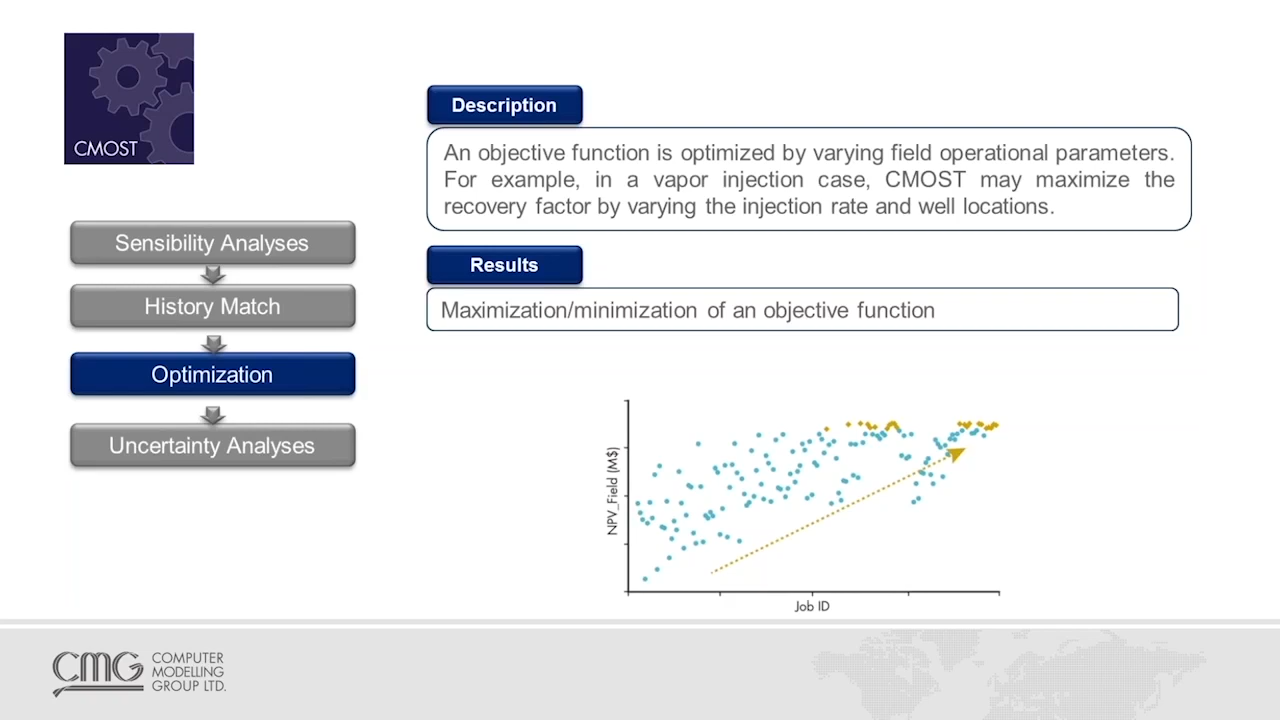 CMOST
Sensibility Analyses
History Match
Optimization
Uncertainty Analyses
Description
An objective function is optimized by varying field operational parameters.
For example, in a vapor injection case, CMOST may maximize the
recovery factor by varying the injection rate and well locations.
Results
Maximization/minimization of an objective function
NPV_Field (M$)
Job ID
CMG
COMPUTER
MODELLING
GROUP LTD.